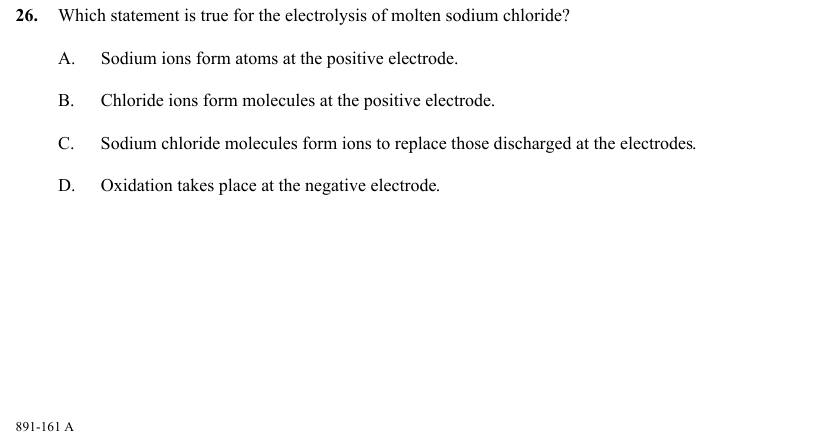 26. Which statement is true for the electrolysis of molten sodium chloride?
A. Sodium ions form atoms at the positive electrode.
B. Chloride ions form molecules at the positive electrode.
C. Sodium chloride molecules form ions to replace those discharged at the electrodes.
D. Oxidation takes place at the negative electrode.
891-161 A